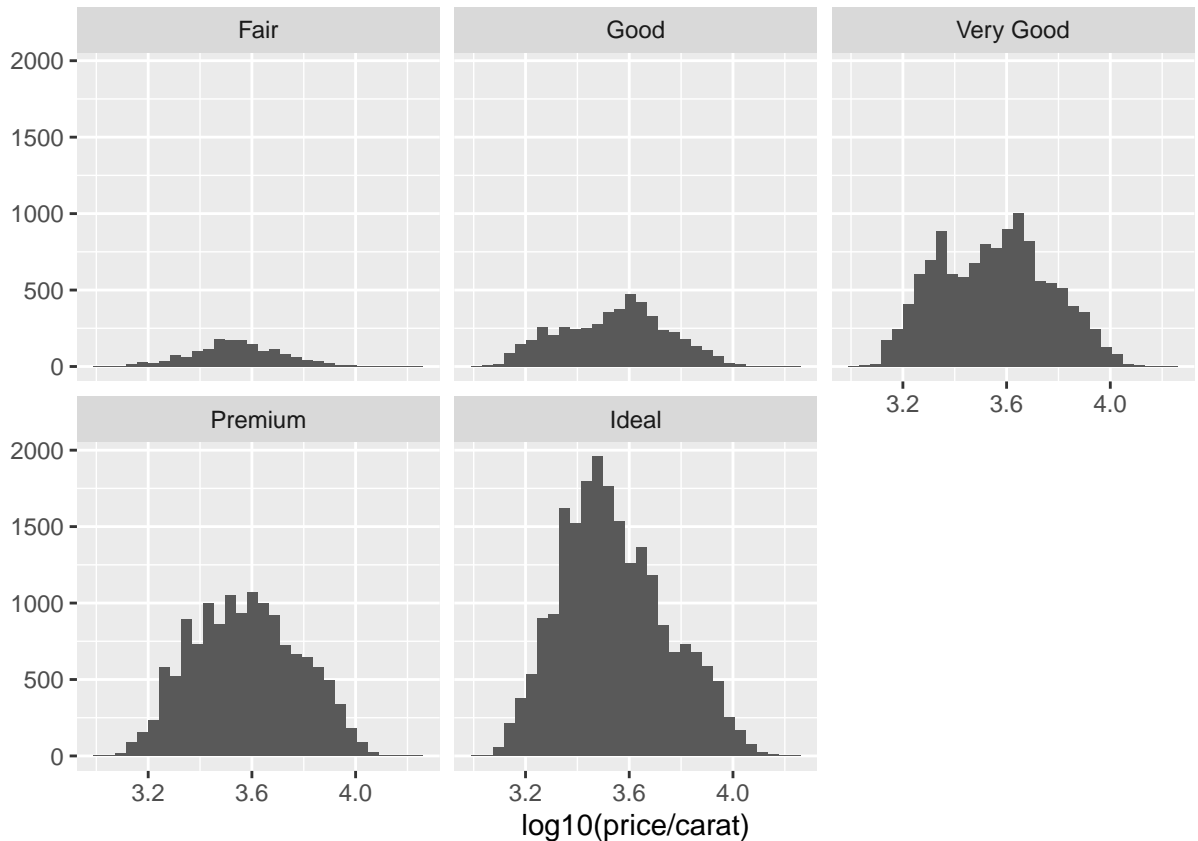 Fair Good Very Good
2000
1500
1000
500
0
3.2 3.6 4.0
Premium Ideal
2000
1500
1000
500
0
3.2 3.6 4.0 3.2 3.6 4.0
log10(price/carat)